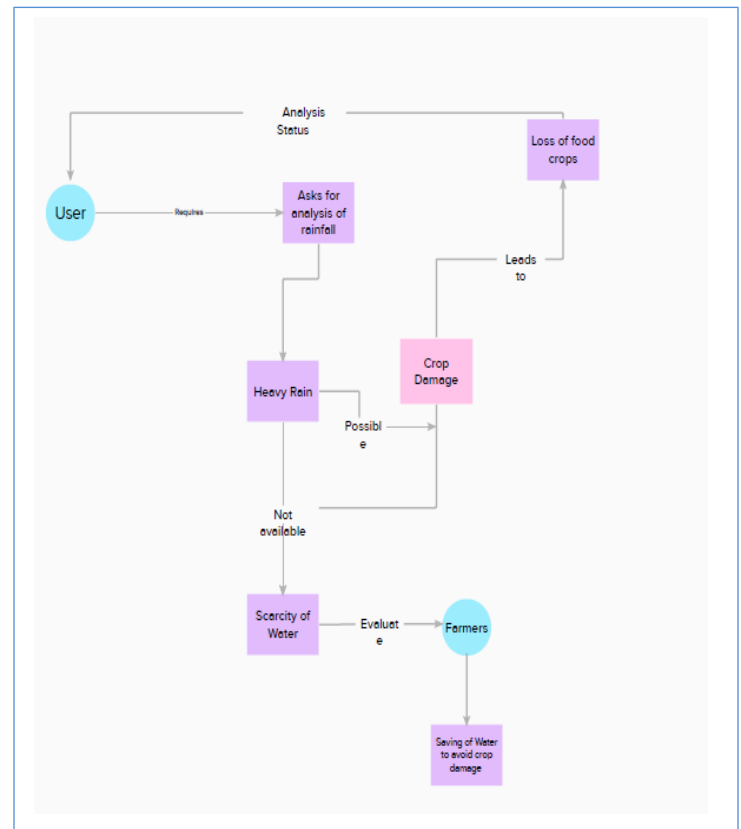 Analysis
Status
Loss of food
crops
User
Requires
Asks for
analysis of
rainfall
Leads
to
Crop
Damage
Heavy Rain
Possibl
e
Not
available
Scarcity of
Water
Evaluat
e
Farmers
Saving of Water
to avoid crop
damage